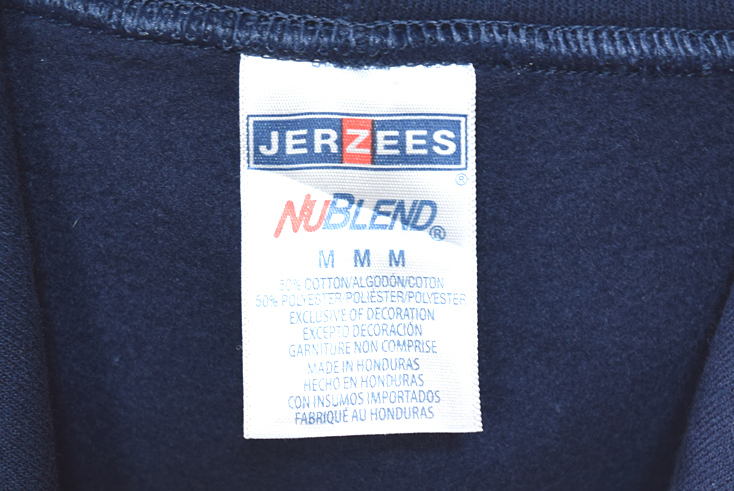 JERZEES
®
NUBLEND®
M M M
50% COTTON/ALGODÓN/COTON
50% POLYESTER/POLIÉSTER/POLYESTER
EXCLUSIVE OF DECORATION
EXCEPTO DECORACIÓN
GARNITURE NON COMPRISE
MADE IN HONDURAS
HECHO EN HONDURAS
CON INSUMOS IMPORTADOS
FABRIQUÉ AU HONDURAS